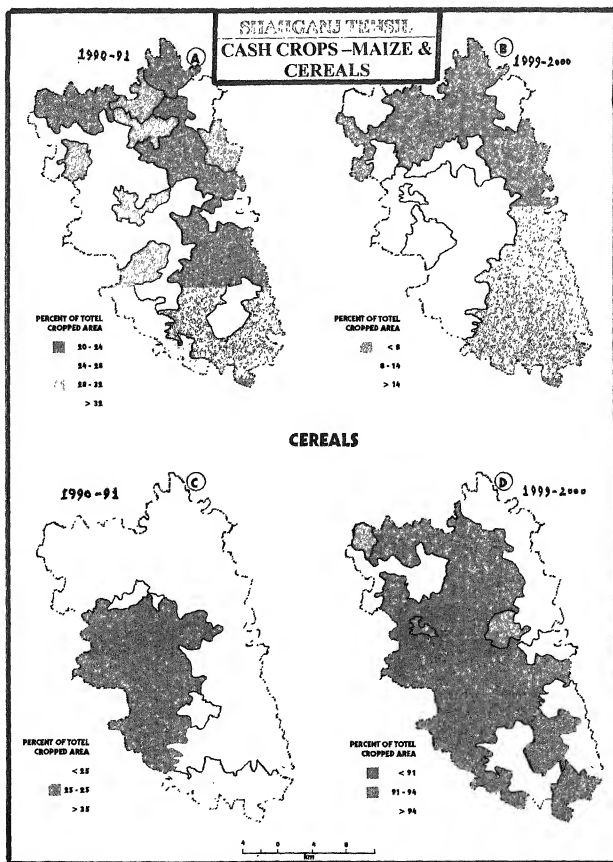 SHAHGANJ TEHSIL
CASH CROPS –MAIZE &
CEREALS
1990-91
A
B
1999-2000
PERCENT OF TOTEL
CROPPED AREA
20 - 24
24 - 28
28 - 32
> 32
PERCENT OF TOTEL
CROPPED AREA
< 8
8 - 14
> 14
CEREALS
1990-91
C
D
1999-2000
PERCENT OF TOTEL
CROPPED AREA
< 25
25 - 25
> 35
PERCENT OF TOTEL
CROPPED AREA
< 91
91 - 94
> 94
4 0 4 8
km